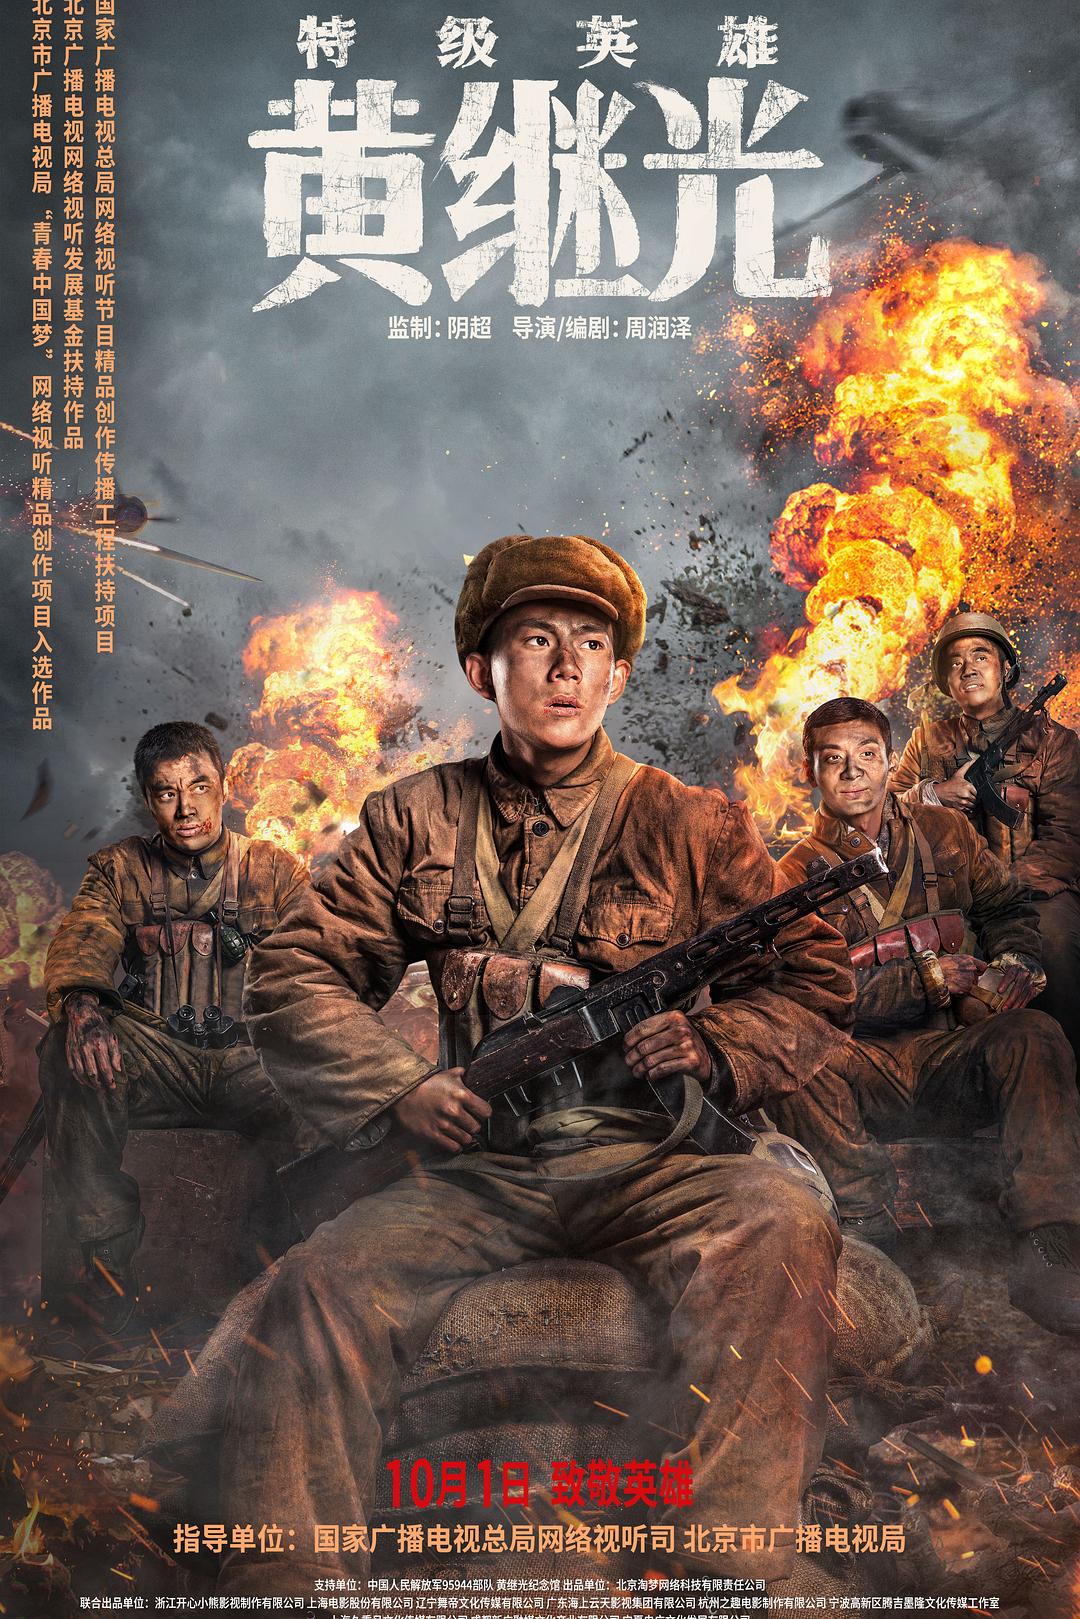 特级英雄
黄继光
监制：阴超 导演/编剧：周润泽
国家广播电视总局网络视听节目精品创作传播工程扶持项目
北京广播电视网络视听发展基金扶持作品
北京市广播电视局“青春中国梦”网络视听精品创作项目入选作品
10月1日 致敬英雄
指导单位：国家广播电视总局网络视听司 北京市广播电视局
支持单位：中国人民解放军95944部队 黄继光纪念馆 出品单位：北京淘梦网络科技有限责任公司
联合出品单位：浙江开心小熊影视制作有限公司 上海电影股份有限公司 辽宁舞帝文化传媒有限公司 广东海上云天影视集团有限公司 杭州之趣电影制作有限公司 宁波高新区腾吉墨隆文化传媒工作室